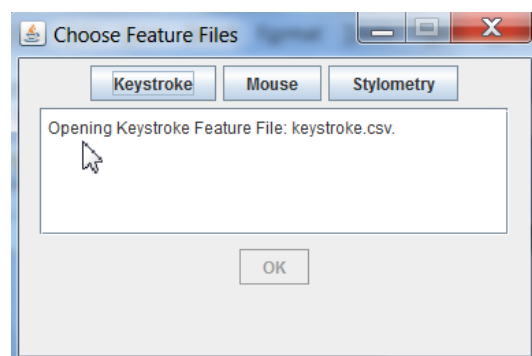 Choose Feature Files
Keystroke Mouse Stylometry
Opening Keystroke Feature File: keystroke.csv.
OK